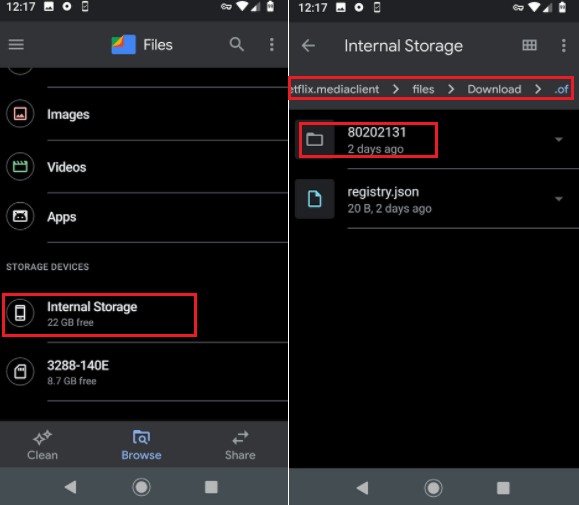 12:17
Files
Images
Videos
Apps
STORAGE DEVICES
Internal Storage
22 GB free
3288-140E
8.7 GB free
Clean
Browse
Share
12:17
Internal Storage
etflix.mediaclient > files > Download > .of
80202131
2 days ago
registry.json
20 B, 2 days ago